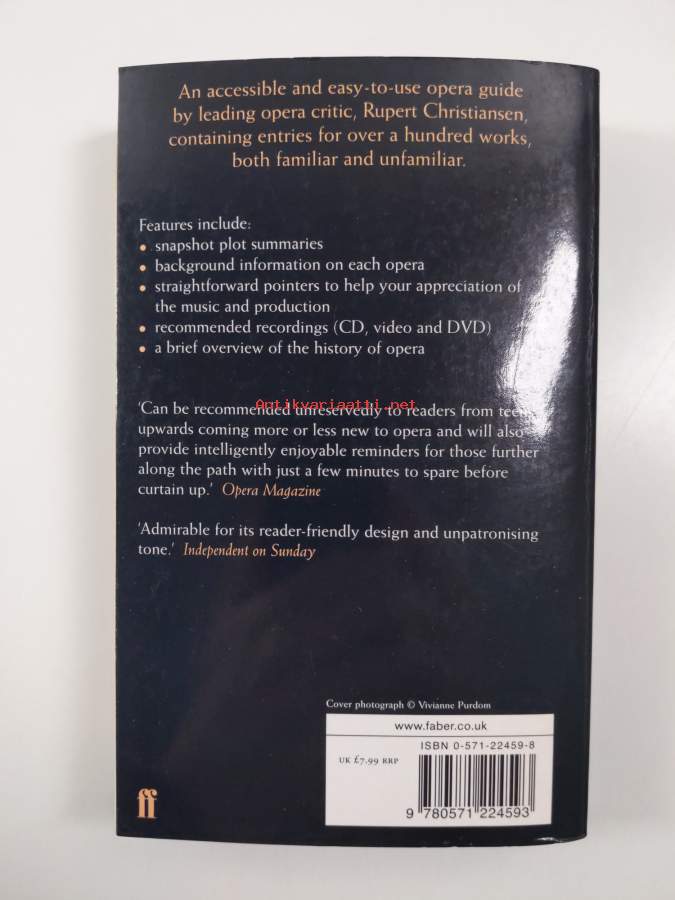 An accessible and easy-to-use opera guide
by leading opera critic, Rupert Christiansen,
containing entries for over a hundred works,
both familiar and unfamiliar.
Features include:
• snapshot plot summaries
• background information on each opera
• straightforward pointers to help your appreciation of
the music and production
• recommended recordings (CD, video and DVD)
• a brief overview of the history of opera
Antikvariaatti.net
'Can be recommended unreservedly to readers from teens
upwards coming more or less new to opera and will also
provide intelligently enjoyable reminders for those further
along the path with just a few minutes to spare before
curtain up.' Opera Magazine
'Admirable for its reader-friendly design and unpatronising
tone.' Independent on Sunday
Cover photograph © Vivianne Purdom
www.faber.co.uk
ISBN 0-571-22459-8
UK £7.99 RRP
9 780571 224593
ff